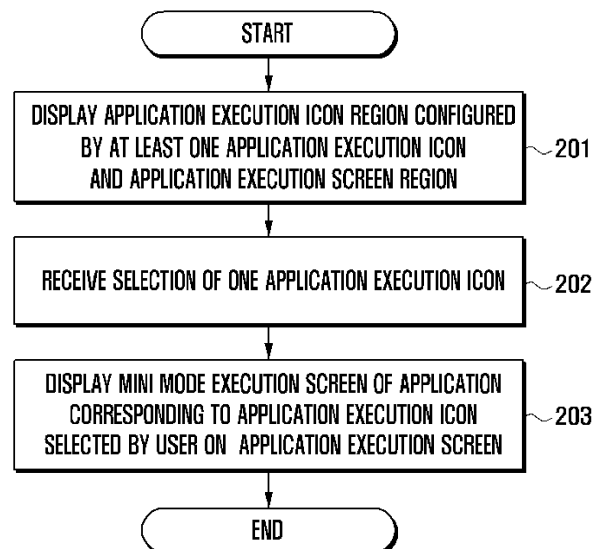 START
DISPLAY APPLICATION EXECUTION ICON REGION CONFIGURED
BY AT LEAST ONE APPLICATION EXECUTION ICON
AND APPLICATION EXECUTION SCREEN REGION
201
RECEIVE SELECTION OF ONE APPLICATION EXECUTION ICON
202
DISPLAY MINI MODE EXECUTION SCREEN OF APPLICATION
CORRESPONDING TO APPLICATION EXECUTION ICON
SELECTED BY USER ON APPLICATION EXECUTION SCREEN
203
END